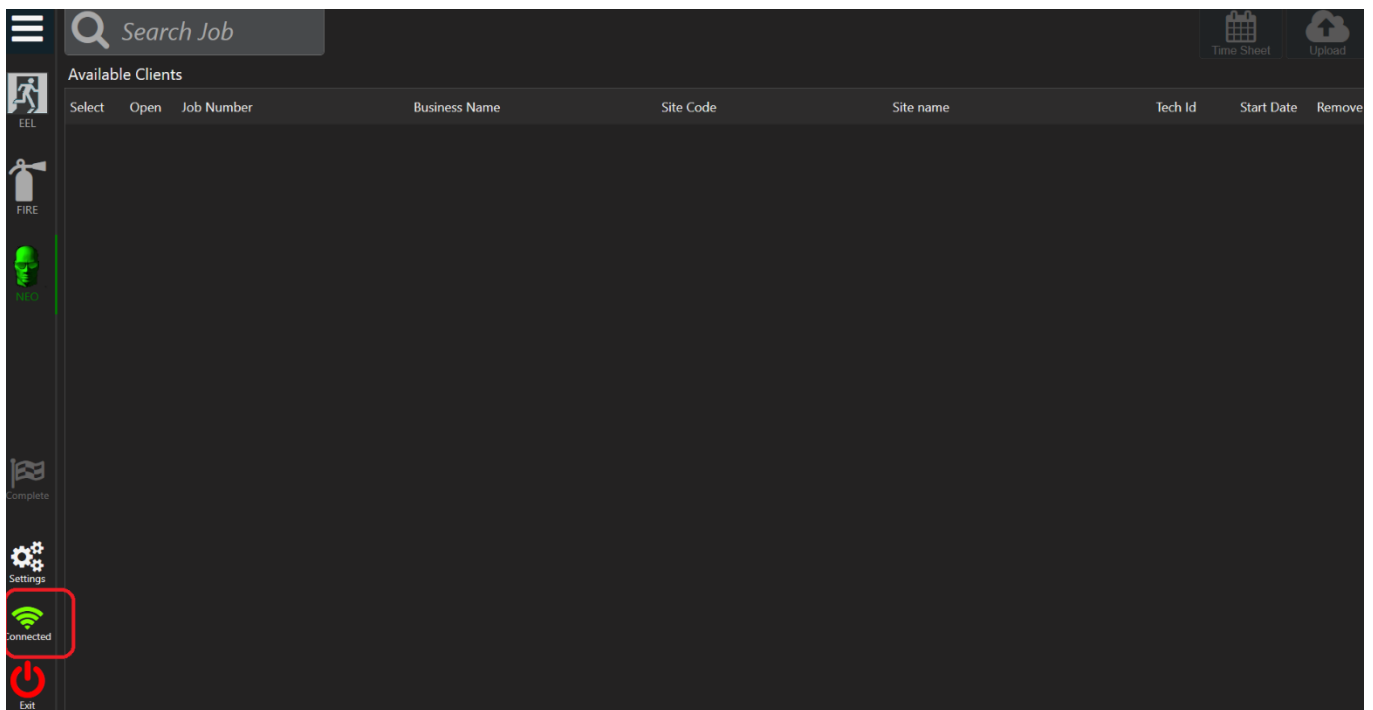 Search Job
Time Sheet
Upload
Available Clients
Select Open Job Number Business Name Site Code Site name Tech Id Start Date Remove
EEL
FIRE
NEO
Complete
Settings
Connected
Exit